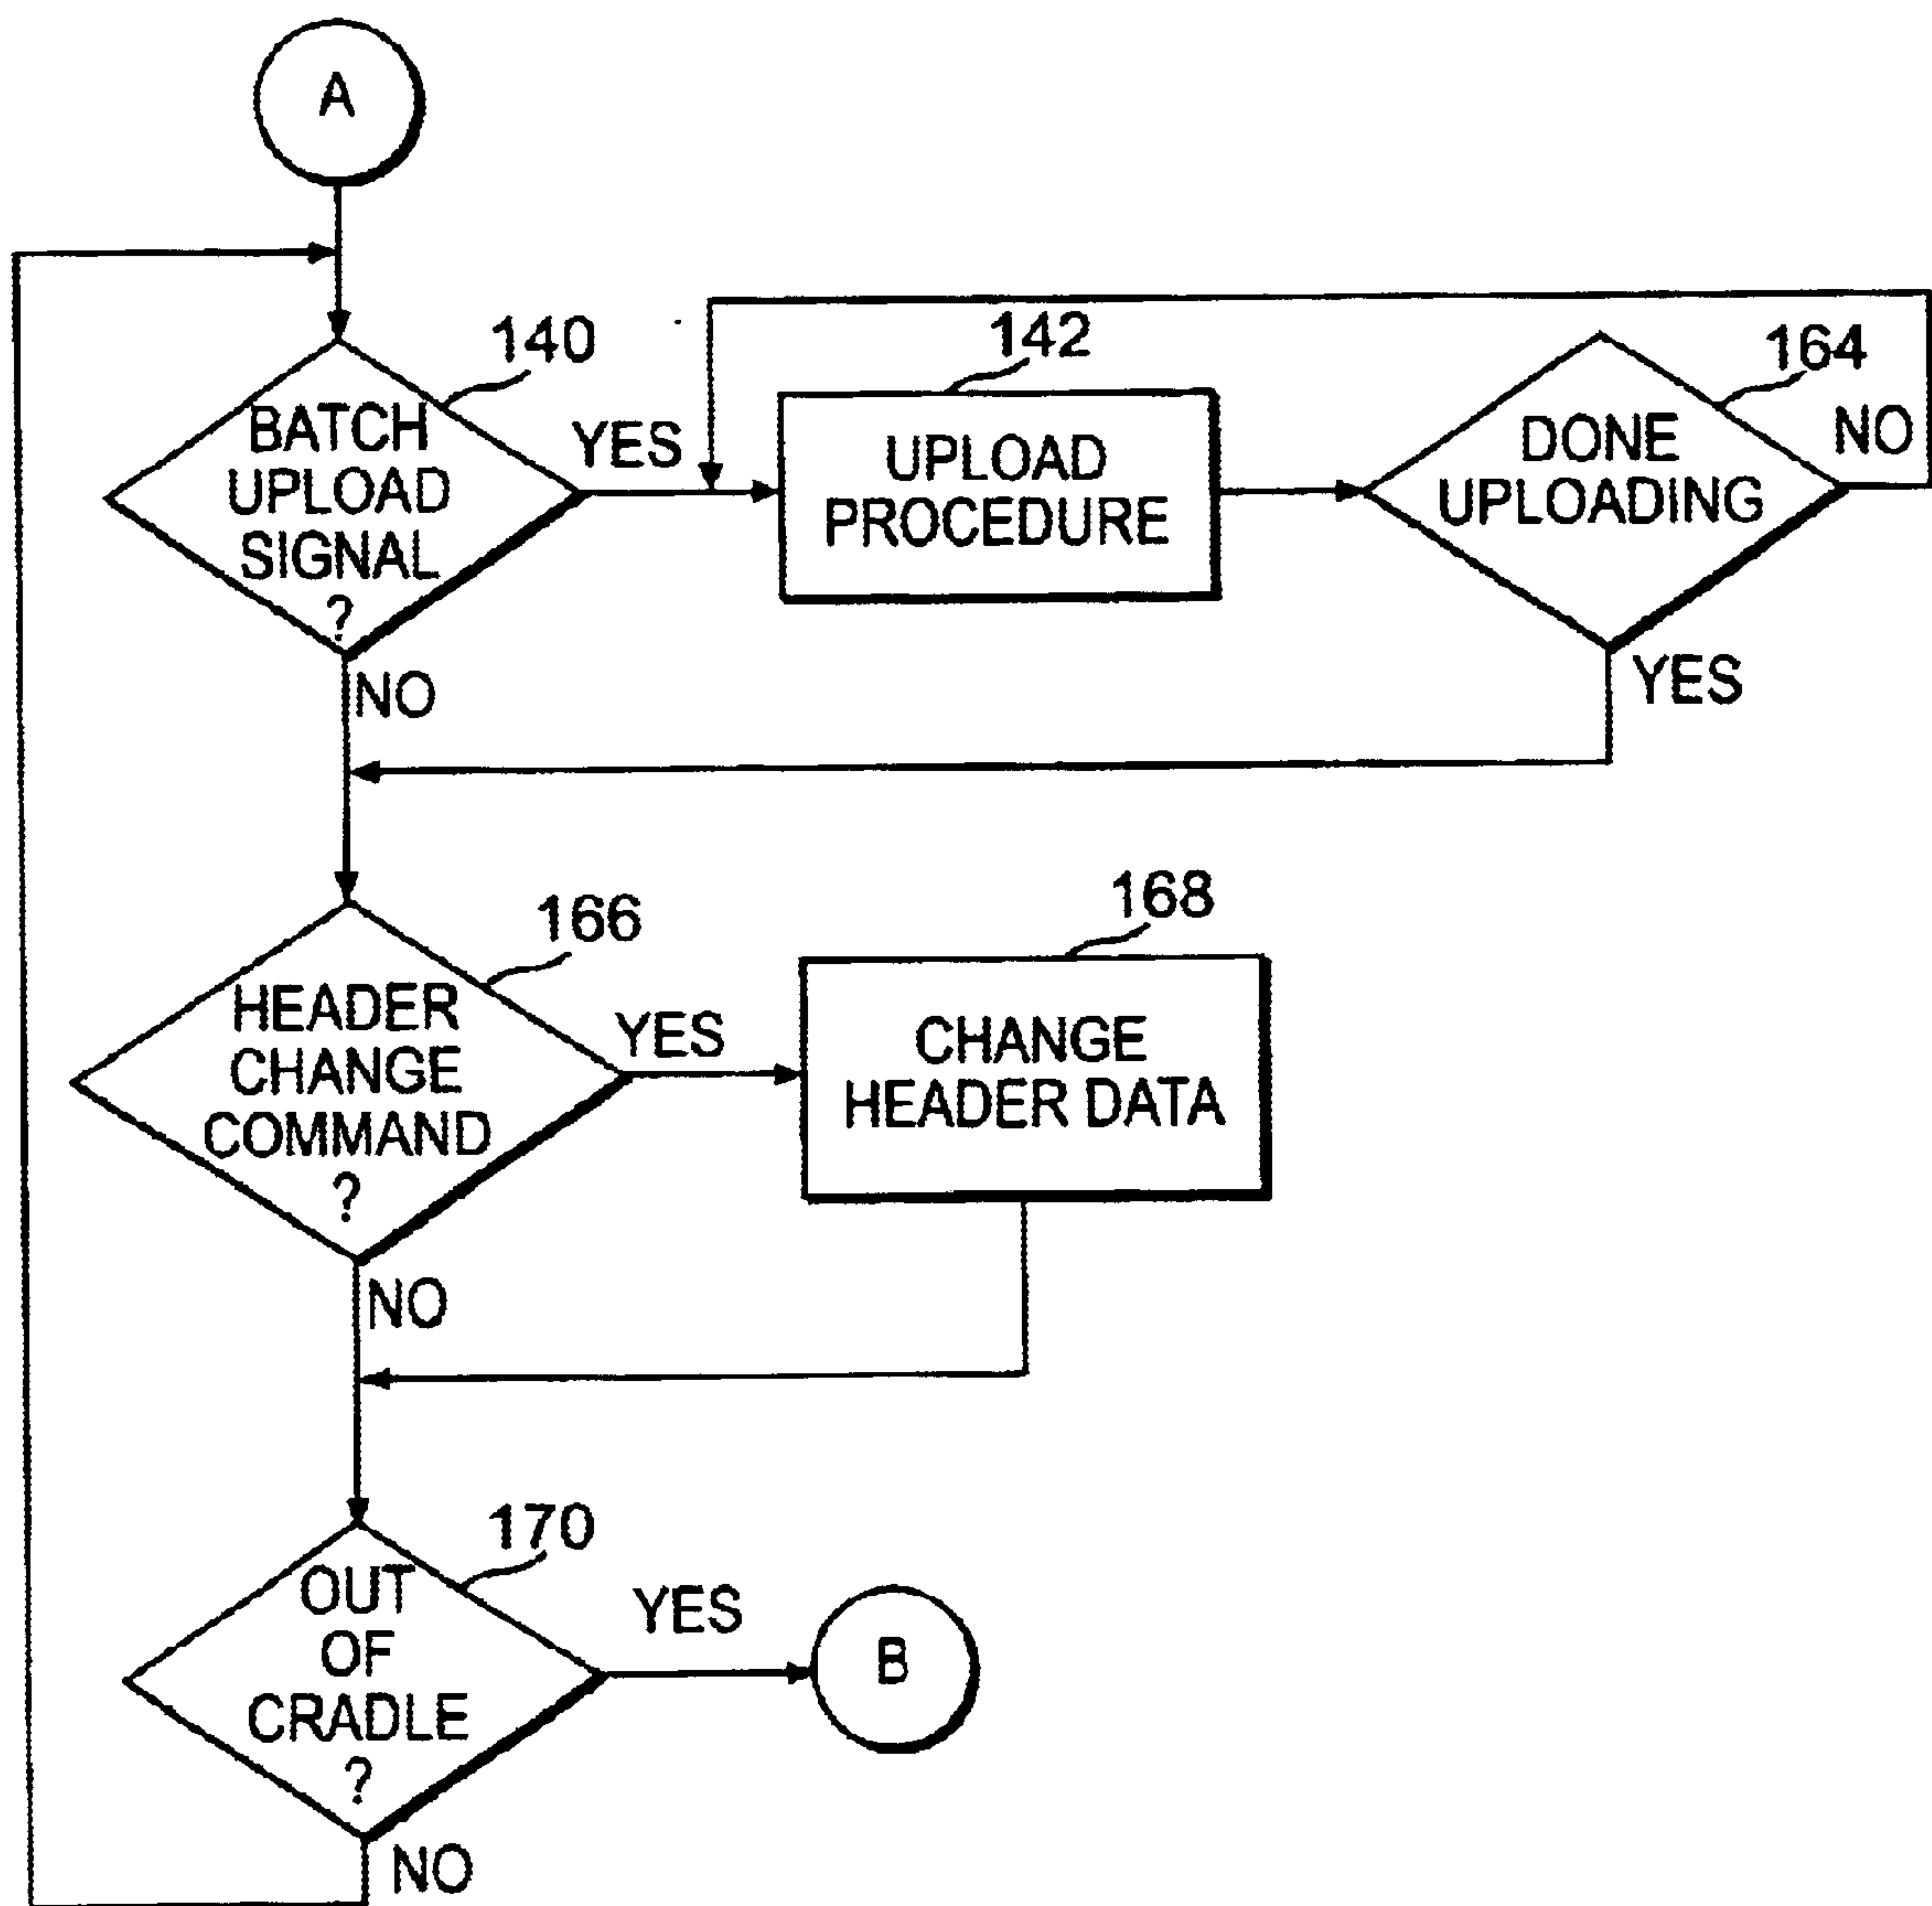 A
140
BATCH
UPLOAD
SIGNAL
?
YES
NO
142
UPLOAD
PROCEDURE
164
DONE
UPLOADING
NO
YES
166
HEADER
CHANGE
COMMAND
?
YES
NO
168
CHANGE
HEADER DATA
170
OUT
OF
CRADLE
?
YES
NO
B